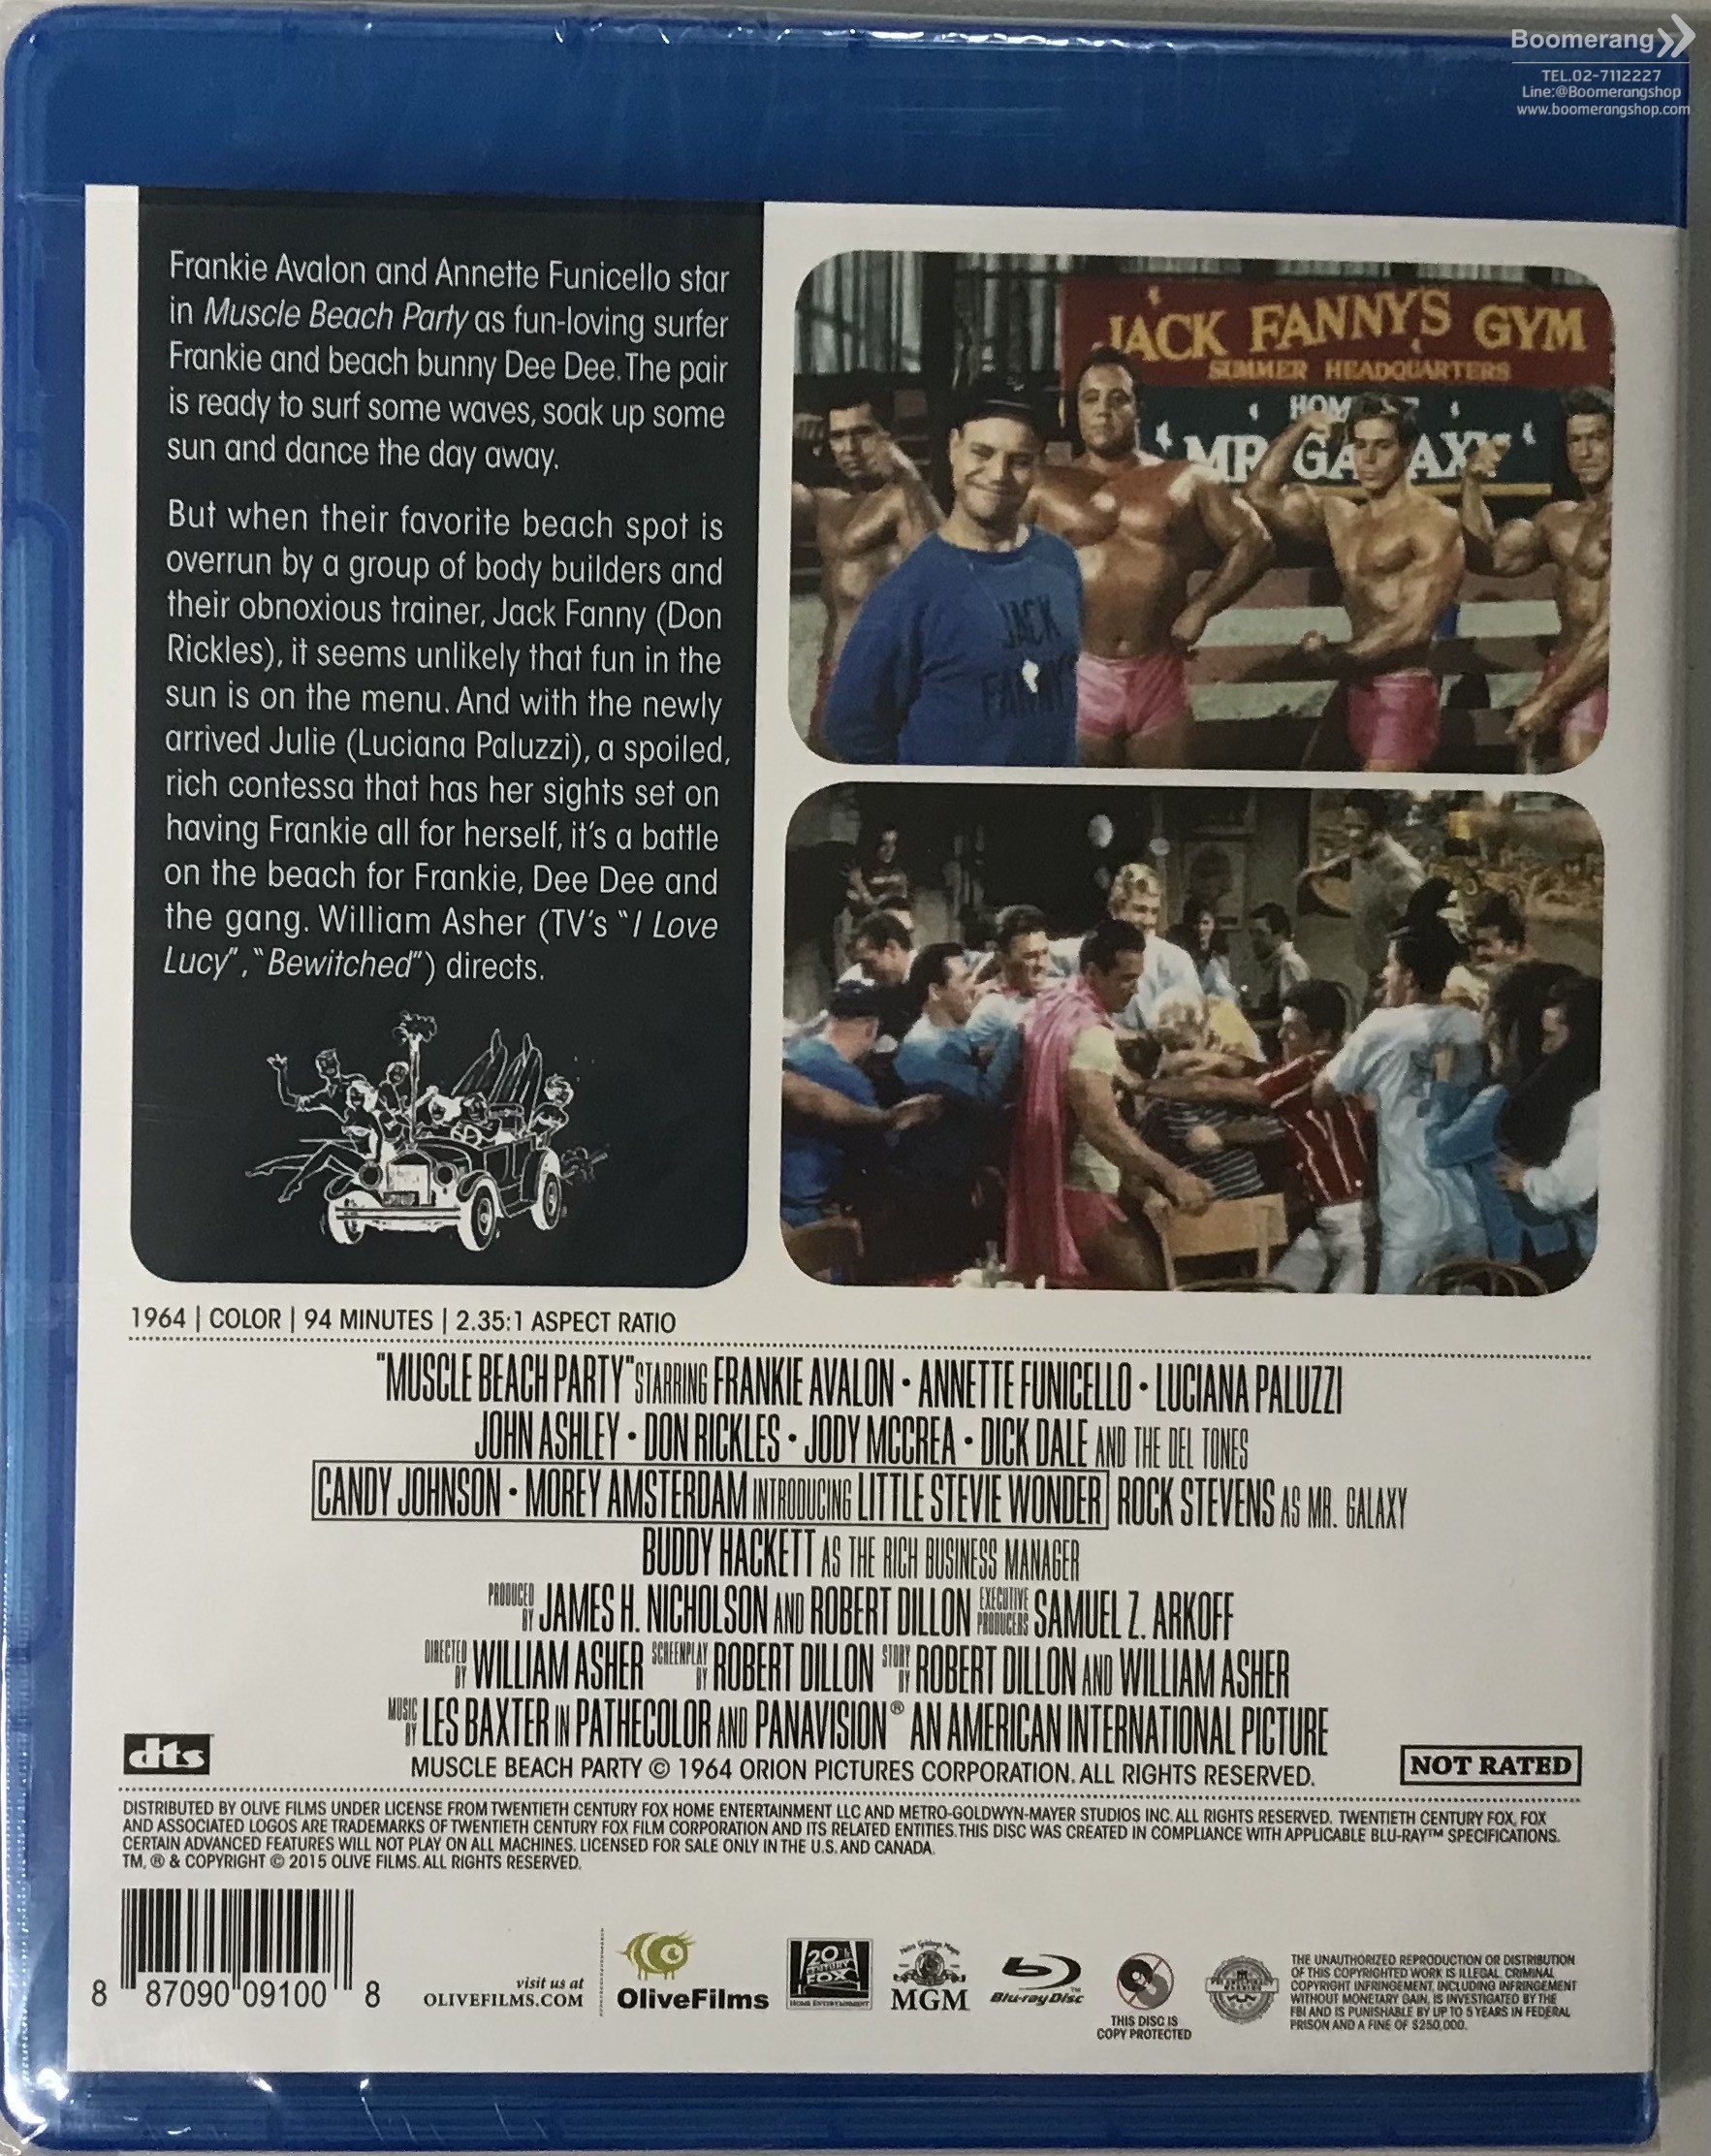 Boomerang
TEL.02-7112227
Line:@Boomerangshop
www.boomerangshop.com
Frankie Avalon and Annette Funicello star
in Muscle Beach Party as fun-loving surfer
Frankie and beach bunny Dee Dee. The pair
is ready to surf some waves, soak up some
sun and dance the day away.
But when their favorite beach spot is
overrun by a group of body builders and
their obnoxious trainer, Jack Fanny (Don
Rickles), it seems unlikely that fun in the
sun is on the menu. And with the newly
arrived Julie (Luciana Paluzzi), a spoiled,
rich contessa that has her sights set on
having Frankie all for herself, it's a battle
on the beach for Frankie, Dee Dee and
the gang. William Asher (TV's "I Love
Lucy", "Bewitched") directs.
JACK FANNY'S GYM
SUMMER HEADQUARTERS
JACK
FANNY
1964 | COLOR | 94 MINUTES | 2.35:1 ASPECT RATIO
"MUSCLE BEACH PARTY" STARRING FRANKIE AVALON • ANNETTE FUNICELLO • LUCIANA PALUZZI
JOHN ASHLEY • DON RICKLES • JODY MCCREA • DICK DALE AND THE DEL TONES
CANDY JOHNSON • MOREY AMSTERDAM INTRODUCING LITTLE STEVIE WONDER ROCK STEVENS AS MR. GALAXY
BUDDY HACKETT AS THE RICH BUSINESS MANAGER
PRODUCED BY JAMES H. NICHOLSON AND ROBERT DILLON EXECUTIVE PRODUCERS SAMUEL Z. ARKOFF
DIRECTED BY WILLIAM ASHER SCREENPLAY BY ROBERT DILLON STORY BY ROBERT DILLON AND WILLIAM ASHER
MUSIC BY LES BAXTER IN PATHECOLOR AND PANAVISION® AN AMERICAN INTERNATIONAL PICTURE
dts
MUSCLE BEACH PARTY © 1964 ORION PICTURES CORPORATION. ALL RIGHTS RESERVED.
NOT RATED
DISTRIBUTED BY OLIVE FILMS UNDER LICENSE FROM TWENTIETH CENTURY FOX HOME ENTERTAINMENT LLC AND METRO-GOLDWYN-MAYER STUDIOS INC. ALL RIGHTS RESERVED. TWENTIETH CENTURY FOX, FOX
AND ASSOCIATED LOGOS ARE TRADEMARKS OF TWENTIETH CENTURY FOX FILM CORPORATION AND ITS RELATED ENTITIES. THIS DISC WAS CREATED IN COMPLIANCE WITH APPLICABLE BLU-RAY™ SPECIFICATIONS.
CERTAIN ADVANCED FEATURES WILL NOT PLAY ON ALL MACHINES. LICENSED FOR SALE ONLY IN THE U.S. AND CANADA.
TM, ® & COPYRIGHT © 2015 OLIVE FILMS. ALL RIGHTS RESERVED.
8 87090 09100 8
visit us at
OLIVEFILMS.COM
OliveFilms
20th
CENTURY
FOX
HOME ENTERTAINMENT
MGM
Blu-ray Disc
THIS DISC IS
COPY PROTECTED
THE UNAUTHORIZED REPRODUCTION OR DISTRIBUTION
OF THIS COPYRIGHTED WORK IS ILLEGAL. CRIMINAL
COPYRIGHT INFRINGEMENT, INCLUDING INFRINGEMENT
WITHOUT MONETARY GAIN, IS INVESTIGATED BY THE
FBI AND IS PUNISHABLE BY UP TO 5 YEARS IN FEDERAL
PRISON AND A FINE OF $250,000.